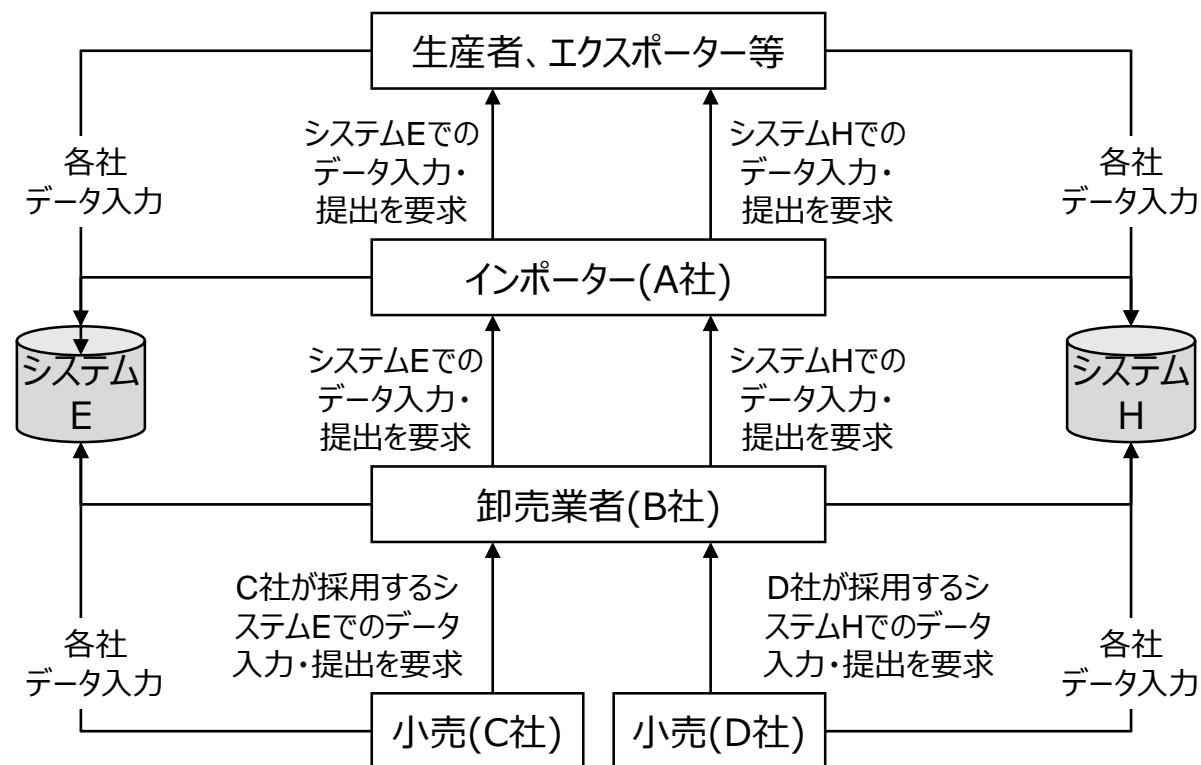 生産者、エクスポーター等
システムEでの
データ入力・
提出を要求
システムHでの
データ入力・
提出を要求
各社
データ入力
各社
データ入力
インポーター(A社)
システム
E
システムEでの
データ入力・
提出を要求
システムHでの
データ入力・
提出を要求
システム
H
卸売業者(B社)
C社が採用するシ
ステムEでのデータ
入力・提出を要求
D社が採用するシ
ステムHでのデータ
入力・提出を要求
各社
データ入力
各社
データ入力
小売(C社)
小売(D社)